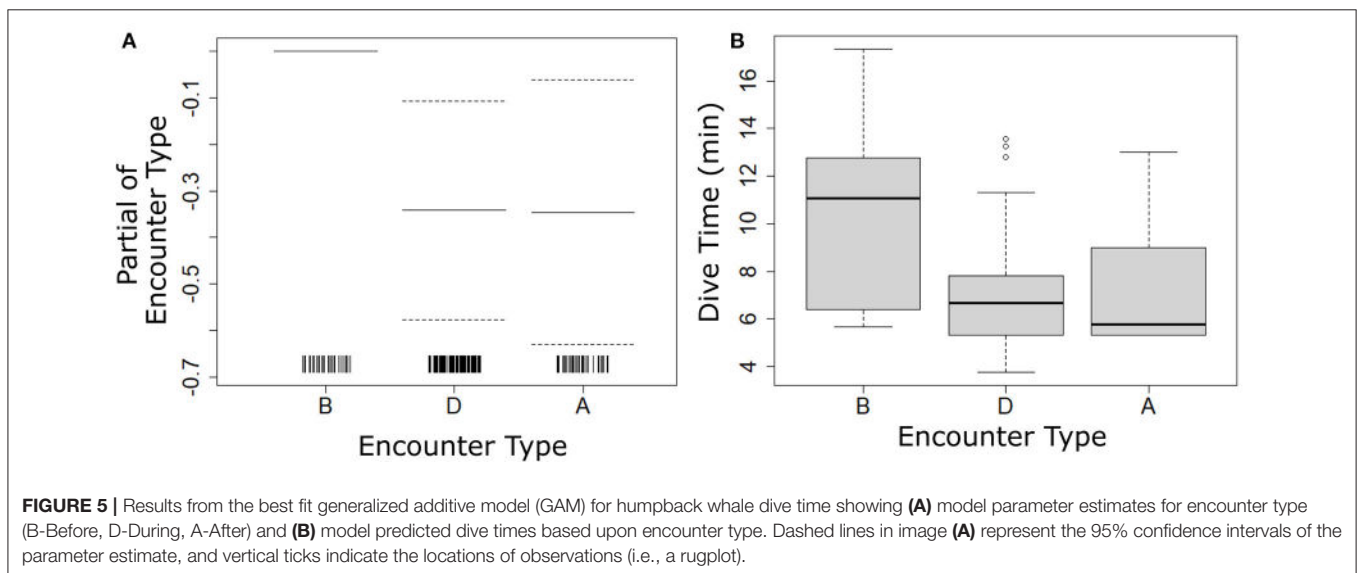 A
Partial of
Encounter Type
-0.1
-0.3
-0.5
-0.7
B D A
Encounter Type
B
Dive Time (min)
16
14
12
10
8
6
4
B D A
Encounter Type
FIGURE 5 | Results from the best fit generalized additive model (GAM) for humpback whale dive time showing (A) model parameter estimates for encounter type
(B-Before, D-During, A-After) and (B) model predicted dive times based upon encounter type. Dashed lines in image (A) represent the 95% confidence intervals of the
parameter estimate, and vertical ticks indicate the locations of observations (i.e., a rugplot).